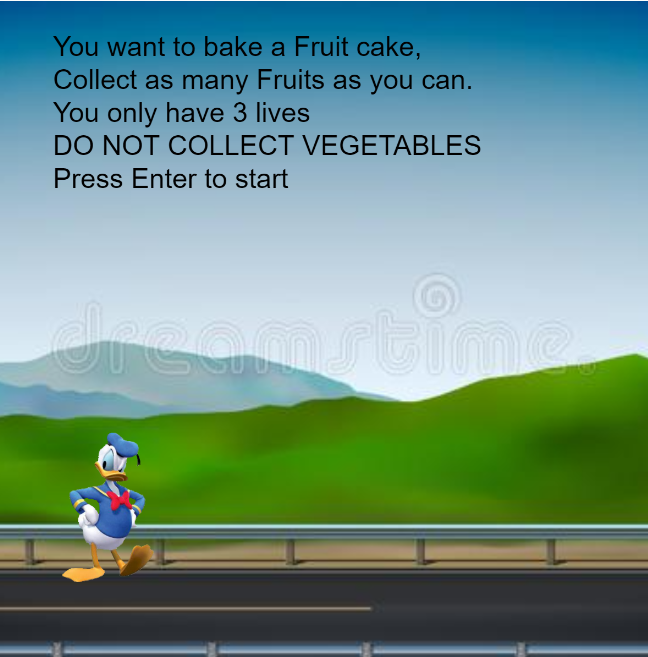 You want to bake a Fruit cake,
Collect as many Fruits as you can.
You only have 3 lives
DO NOT COLLECT VEGETABLES
Press Enter to start
dreamstime.